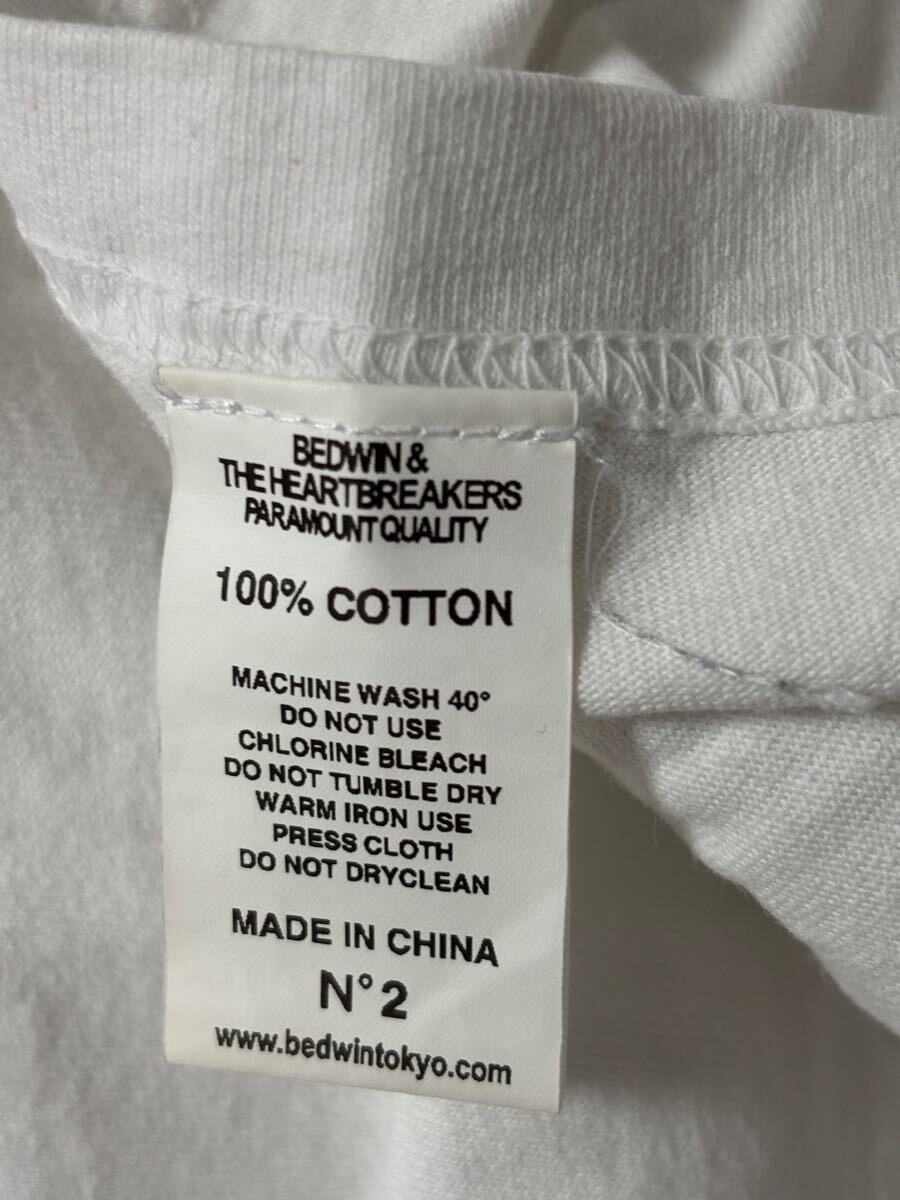 BEDWIN &
THE HEARTBREAKERS
PARAMOUNT QUALITY
100% COTTON
MACHINE WASH 40°
DO NOT USE
CHLORINE BLEACH
DO NOT TUMBLE DRY
WARM IRON USE
PRESS CLOTH
DO NOT DRYCLEAN
MADE IN CHINA
N°2
www.bedwintokyo.com